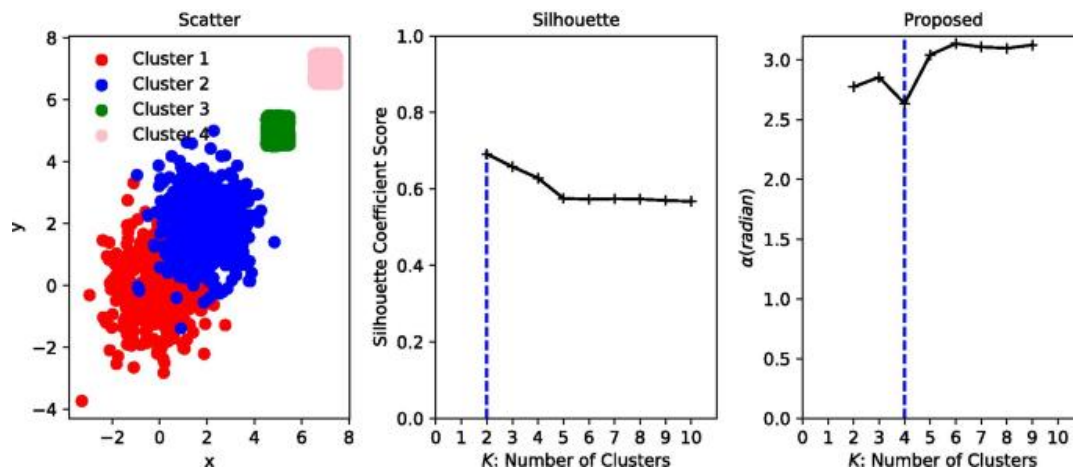 Scatter
8
6
4
2
0
−2
−4
y
Cluster 1
Cluster 2
Cluster 3
Cluster 4
−2 0 2 4 6 8
x
Silhouette
1.0
0.8
0.6
0.4
0.2
0.0
Silhouette Coefficient Score
0 1 2 3 4 5 6 7 8 9 10
K: Number of Clusters
Proposed
3.0
2.5
2.0
1.5
1.0
0.5
0.0
α(radian)
0 1 2 3 4 5 6 7 8 9 10
K: Number of Clusters